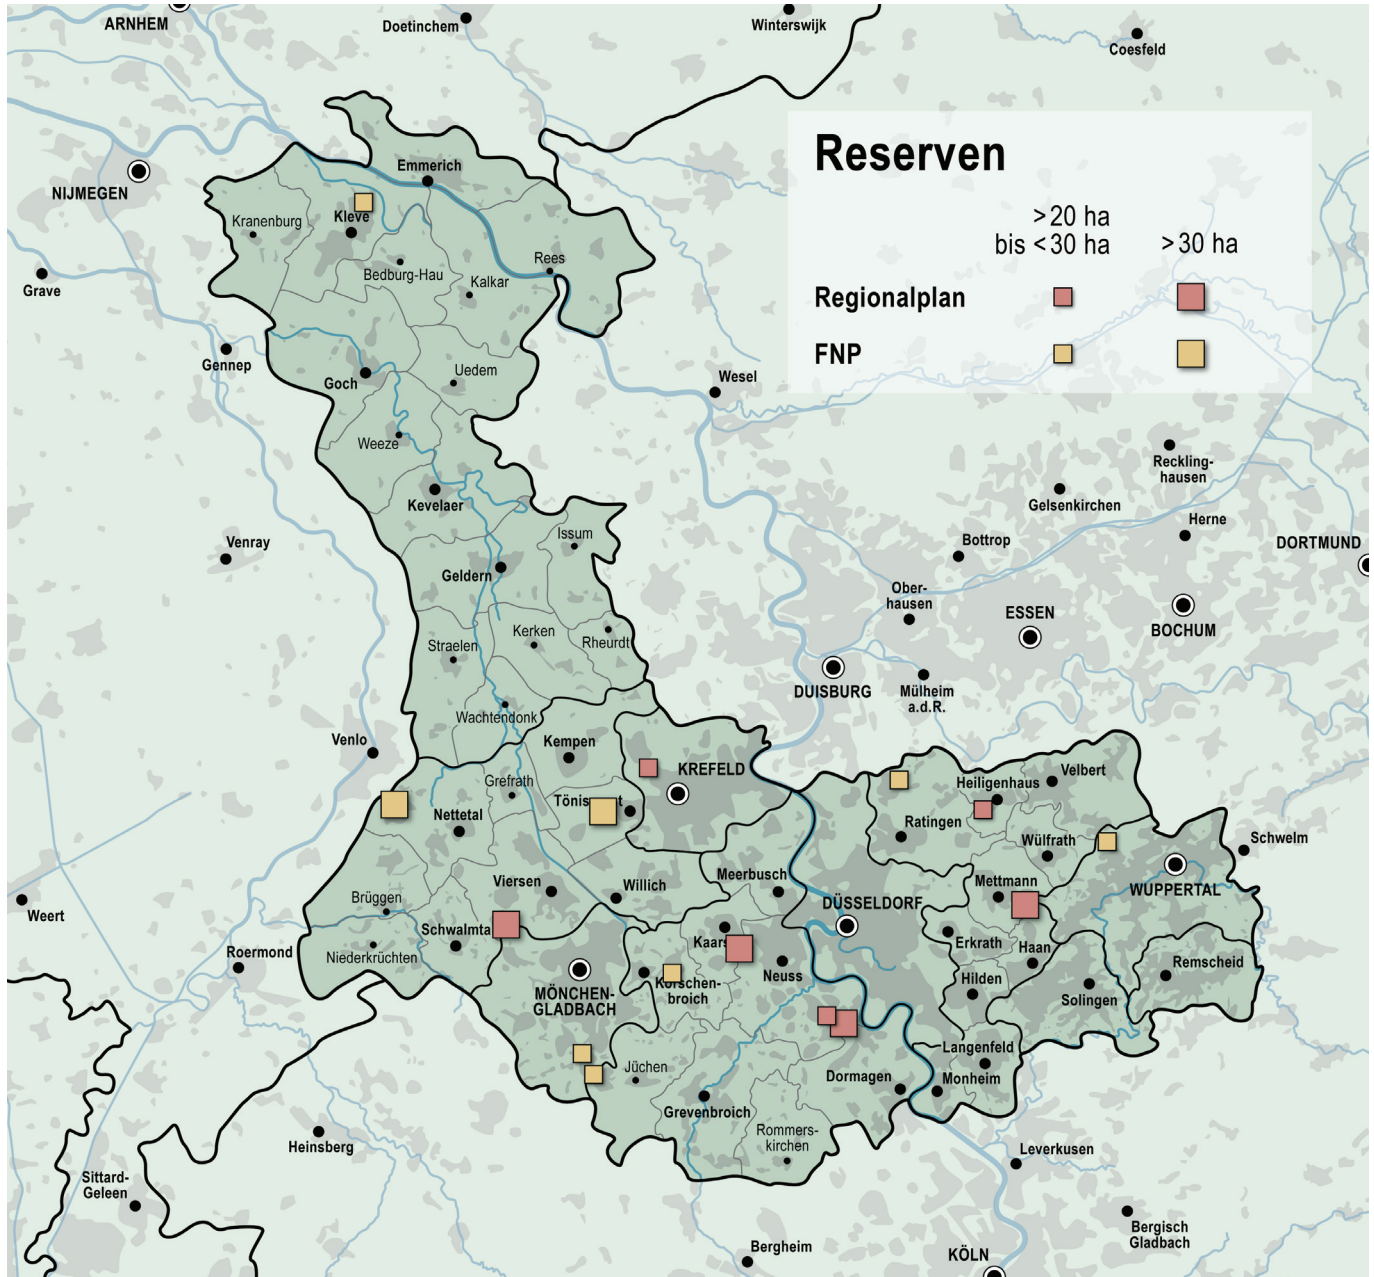 ARNHEM
Doetinchem
Winterswijk
Coesfeld
Reserven
>20 ha
bis <30 ha
>30 ha
Regionalplan
FNP
NIJMEGEN
Emmerich
Kranenburg
Kleve
Bedburg-Hau
Kalkar
Rees
Grave
Gennep
Goch
Uedem
Wesel
Weeze
Kevelaer
Reckling-
hausen
Gelsenkirchen
Herne
Bottrop
DORTMUND
Venray
Issum
Geldern
Ober-
hausen
ESSEN
BOCHUM
Straelen
Kerken
Rheurdt
DUISBURG
Mülheim
a.d.R.
Wachtendonk
Venlo
Kempen
KREFELD
Grefrath
Heiligenhaus
Velbert
Nettetal
Ratingen
Wülfrath
Schwelm
Viersen
Willich
Meerbusch
Mettmann
WUPPERTAL
Brüggen
Weert
DÜSSELDORF
Schwalmta
Erkrath
Haan
Roermond
Niederkrüchten
Kaars
Neuss
Remscheid
MÖNCHEN-
GLADBACH
Korschen-
broich
Hilden
Solingen
Langenfeld
Jüchen
Dormagen
Monheim
Grevenbroich
Rommers-
kirchen
Heinsberg
Leverkusen
Sittard-
Geleen
Bergisch
Gladbach
Bergheim
KÖLN